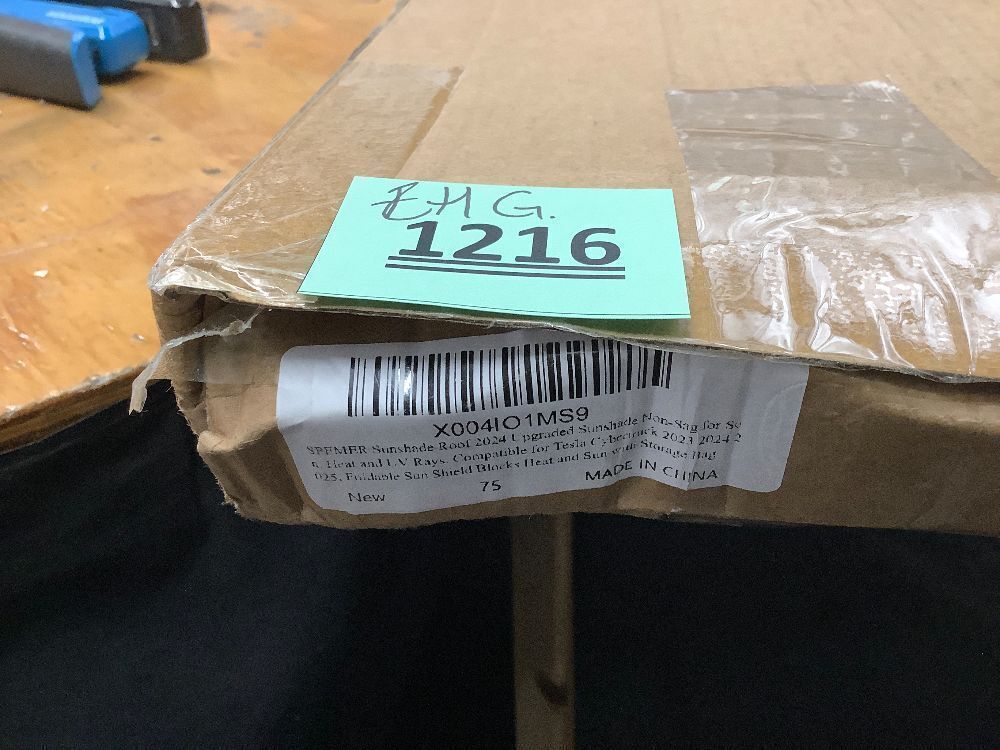 EHG.
1216
X004IO1MS9
SPEMER Sunshade Roof 2024 Upgraded Sunshade Non-Sag for Su
n, Heat and UV Rays. Compatible for Tesla Cybertruck 2023 2024 2
025, Foldable Sun Shield Blocks Heat and Sun with Storage Bag
New 75 MADE IN CHINA